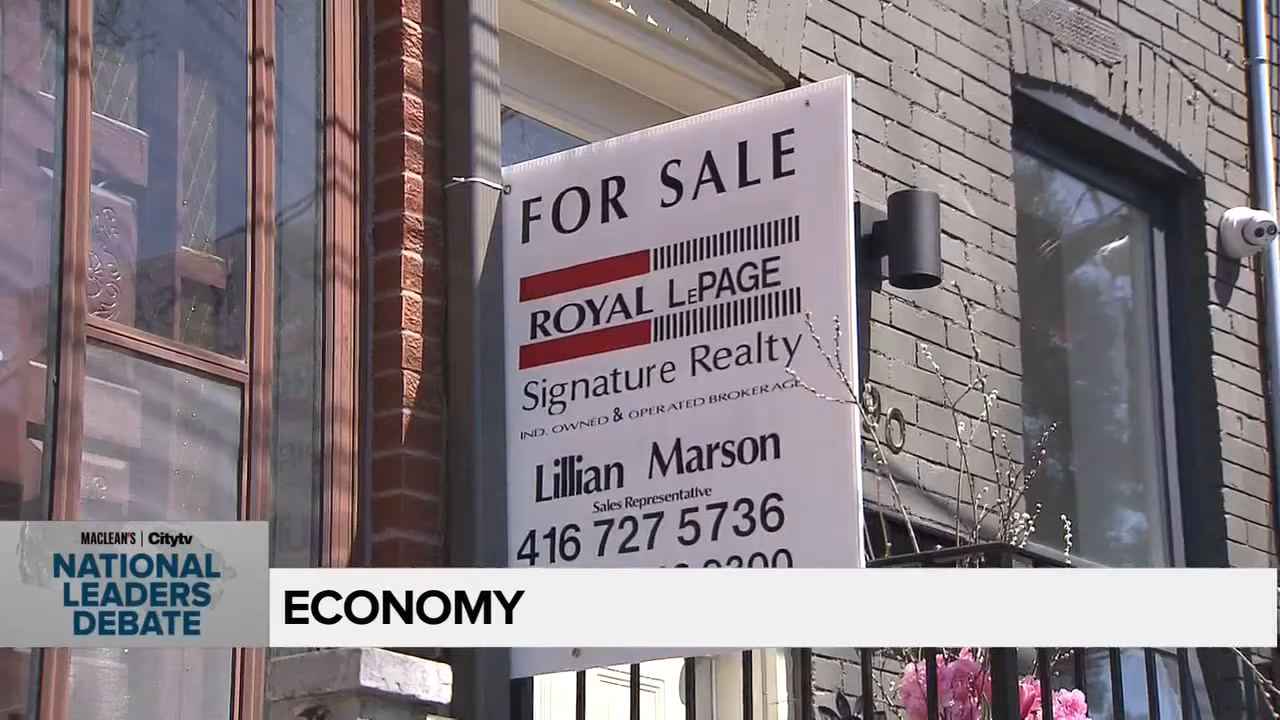 FOR SALE
ROYAL LEPAGE
Signature Realty
IND. OWNED & OPERATED BROKERAGE
Lillian Marson
Sales Representative
416 727 5736
90
MACLEAN'S | Citytv
NATIONAL
LEADERS
DEBATE
ECONOMY